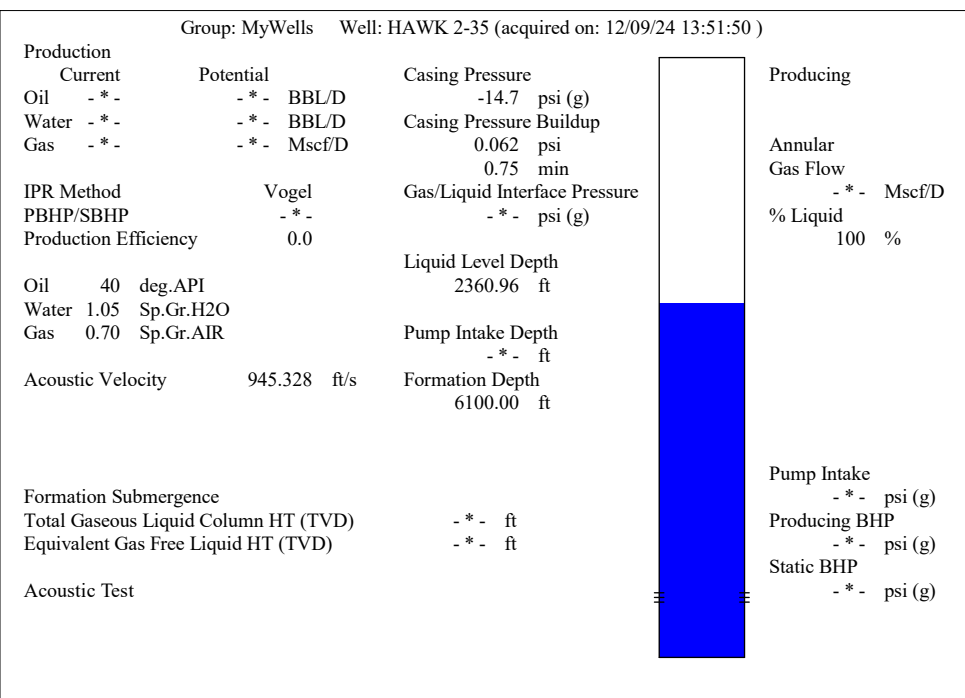 Group: MyWells Well: HAWK 2-35 (acquired on: 12/09/24 13:51:50 )
Production
Current Potential
Oil - * - - * - BBL/D
Water - * - - * - BBL/D
Gas - * - - * - Mscf/D
IPR Method Vogel
PBHP/SBHP - * -
Production Efficiency 0.0
Oil 40 deg.API
Water 1.05 Sp.Gr.H2O
Gas 0.70 Sp.Gr.AIR
Acoustic Velocity 945.328 ft/s
Formation Submergence
Total Gaseous Liquid Column HT (TVD) - * - ft
Equivalent Gas Free Liquid HT (TVD) - * - ft
Acoustic Test
Casing Pressure
-14.7 psi (g)
Casing Pressure Buildup
0.062 psi
0.75 min
Gas/Liquid Interface Pressure
- * - psi (g)
Liquid Level Depth
2360.96 ft
Pump Intake Depth
- * - ft
Formation Depth
6100.00 ft
Producing
Annular
Gas Flow
- * - Mscf/D
% Liquid
100 %
Pump Intake
- * - psi (g)
Producing BHP
- * - psi (g)
Static BHP
- * - psi (g)